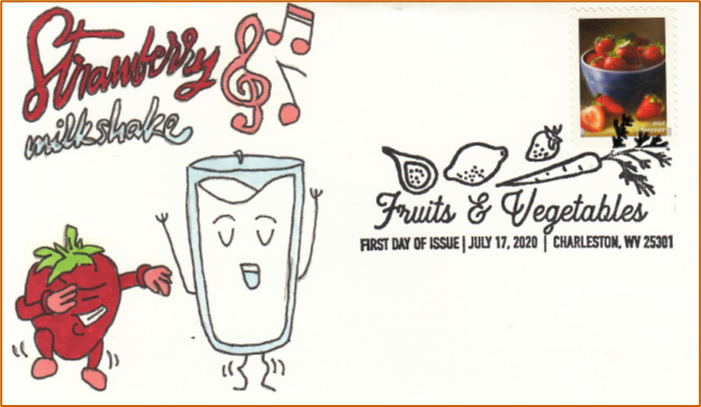 Strawberry
milkshake
Fruits & Vegetables
FIRST DAY OF ISSUE | JULY 17, 2020 | CHARLESTON, WV 25301